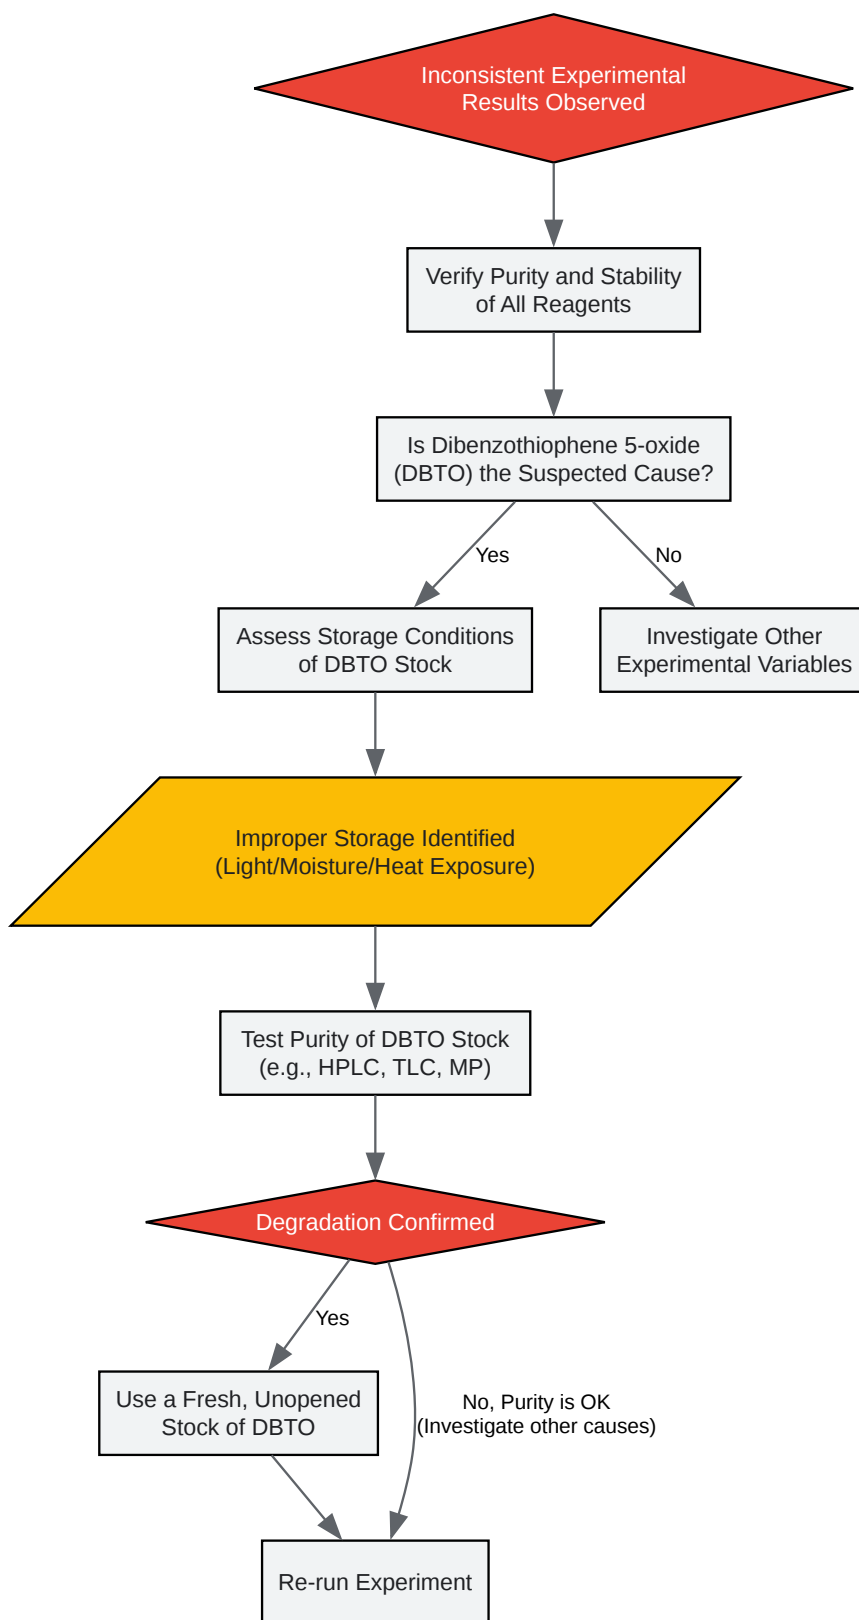 Inconsistent Experimental
Results Observed
Verify Purity and Stability
of All Reagents
Is Dibenzothiophene 5-oxide
(DBTO) the Suspected Cause?
Yes
No
Assess Storage Conditions
of DBTO Stock
Investigate Other
Experimental Variables
Improper Storage Identified
(Light/Moisture/Heat Exposure)
Test Purity of DBTO Stock
(e.g., HPLC, TLC, MP)
Degradation Confirmed
Yes
No, Purity is OK
(Investigate other causes)
Use a Fresh, Unopened
Stock of DBTO
Re-run Experiment